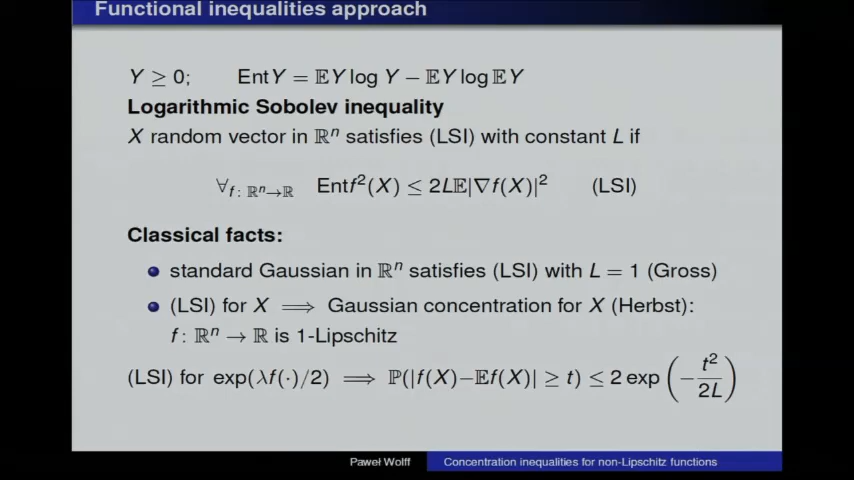 Functional inequalities approach
Y ≥ 0; Ent Y = 𝔼Y log Y − 𝔼Y log 𝔼Y
Logarithmic Sobolev inequality
X random vector in ℝⁿ satisfies (LSI) with constant L if
∀f : ℝⁿ→ℝ Entf²(X) ≤ 2L𝔼|∇f(X)|² (LSI)
Classical facts:
standard Gaussian in ℝⁿ satisfies (LSI) with L = 1 (Gross)
(LSI) for X ⟹ Gaussian concentration for X (Herbst):
f : ℝⁿ → ℝ is 1-Lipschitz
(LSI) for exp(λf(·)/2) ⟹ ℙ(|f(X)−𝔼f(X)| ≥ t) ≤ 2 exp(−t²/2L)
Paweł Wolff Concentration inequalities for non-Lipschitz functions